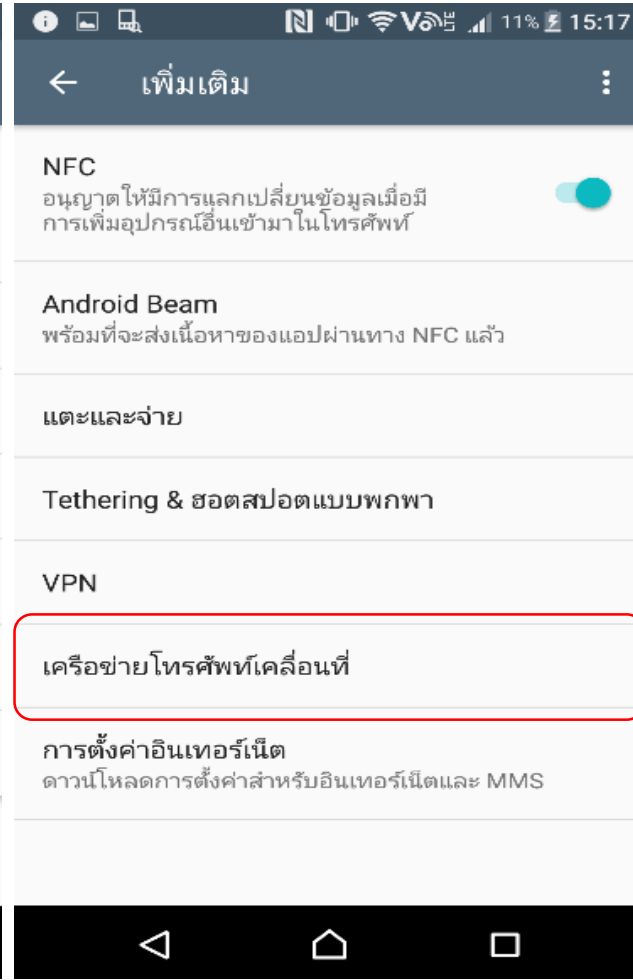 11% 15:17
เพิ่มเติม
NFC
อนุญาตให้มีการแลกเปลี่ยนข้อมูลเมื่อมี
การเพิ่มอุปกรณ์อื่นเข้ามาในโทรศัพท์
Android Beam
พร้อมที่จะส่งเนื้อหาของแอปผ่านทาง NFC แล้ว
แตะและจ่าย
Tethering & ฮอตสปอตแบบพกพา
VPN
เครือข่ายโทรศัพท์เคลื่อนที่
การตั้งค่าอินเทอร์เน็ต
ดาวน์โหลดการตั้งค่าสำหรับอินเทอร์เน็ตและ MMS